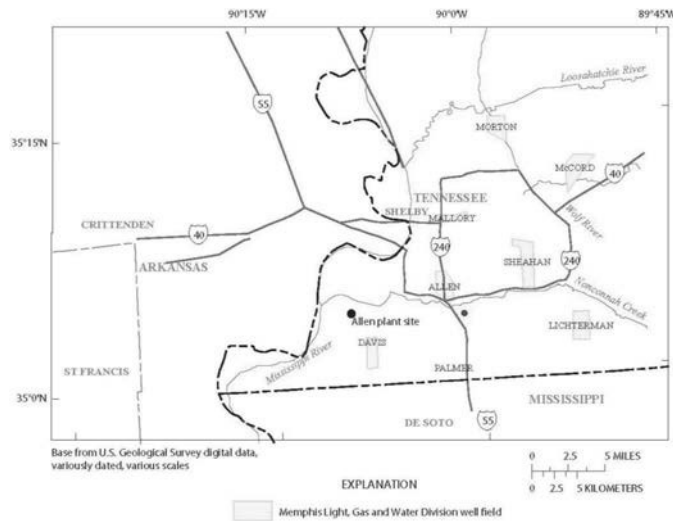 90°15'W
90°0'W
89°45'W
55
Loosahatchie River
35°15'N
MORTON
McCORD
40
TENNESSEE
SHELBY
MALLORY
CRITTENDEN
Wolf River
40
240
SHEAHAN
240
ARKANSAS
ALLEN
Nonconnah Creek
Allen plant site
LICHTERMAN
DAVIS
Mississippi River
ST FRANCIS
PALMER
35°0'N
MISSISSIPPI
DE SOTO
55
Base from U.S. Geological Survey digital data,
variously dated, various scales
0 2.5 5 MILES
0 2.5 5 KILOMETERS
EXPLANATION
Memphis Light, Gas and Water Division well field